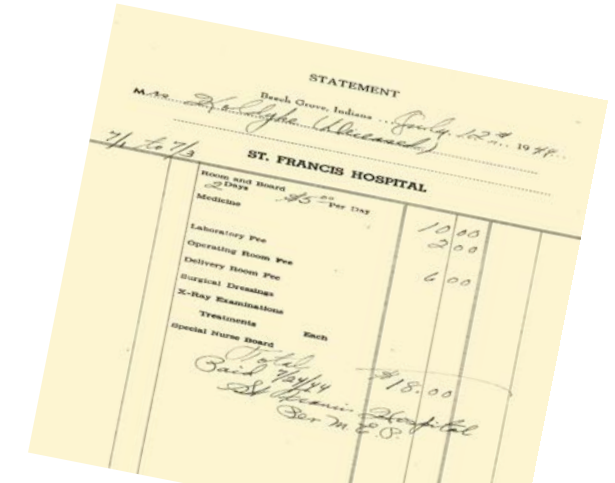 STATEMENT
Beech Grove, Indiana .. July 12th 1944..
Mrs. (Deceased)
7/1 to 7/3
ST. FRANCIS HOSPITAL
Room and Board
2 Days $5.00 Per Day 10 00
Medicine 2 00
Laboratory Fee 6 00
Operating Room Fee
Delivery Room Fee
Surgical Dressings
X-Ray Examinations
Treatments Each
Special Nurse Board
Total $18.00
Paid 7/24/44
St Francis Hospital
Per M.E.P.